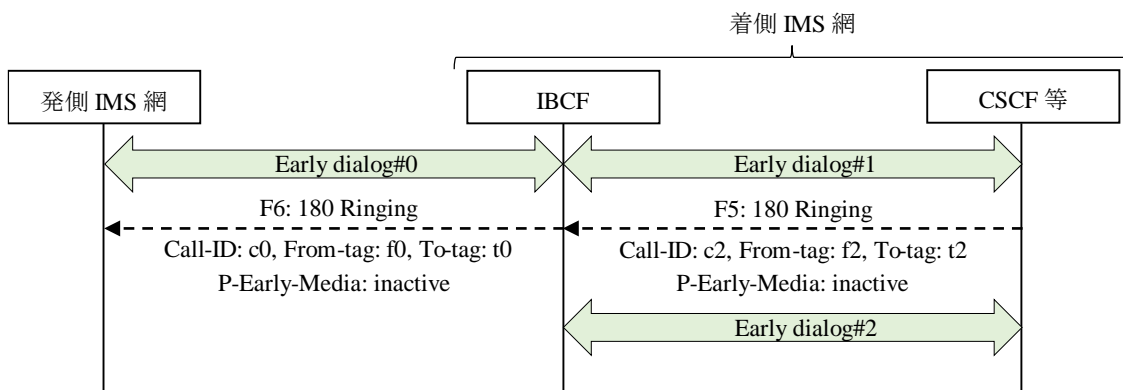 着側 IMS 網
発側 IMS 網
IBCF
CSCF 等
Early dialog#0
Early dialog#1
F6: 180 Ringing
F5: 180 Ringing
Call-ID: c0, From-tag: f0, To-tag: t0
Call-ID: c2, From-tag: f2, To-tag: t2
P-Early-Media: inactive
P-Early-Media: inactive
Early dialog#2